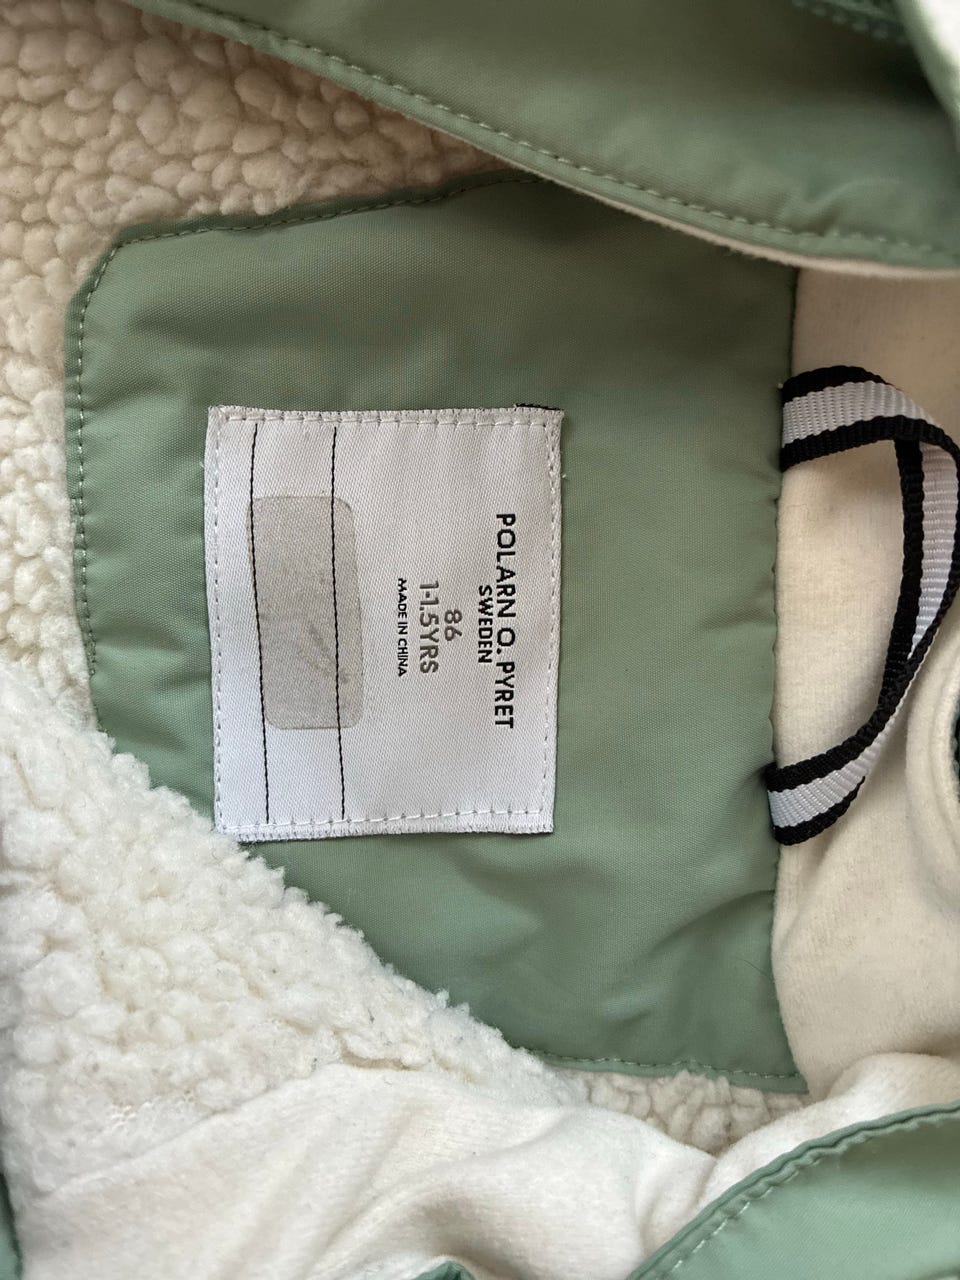 POLARN O. PYRET
SWEDEN
86
1-1.5YRS
MADE IN CHINA